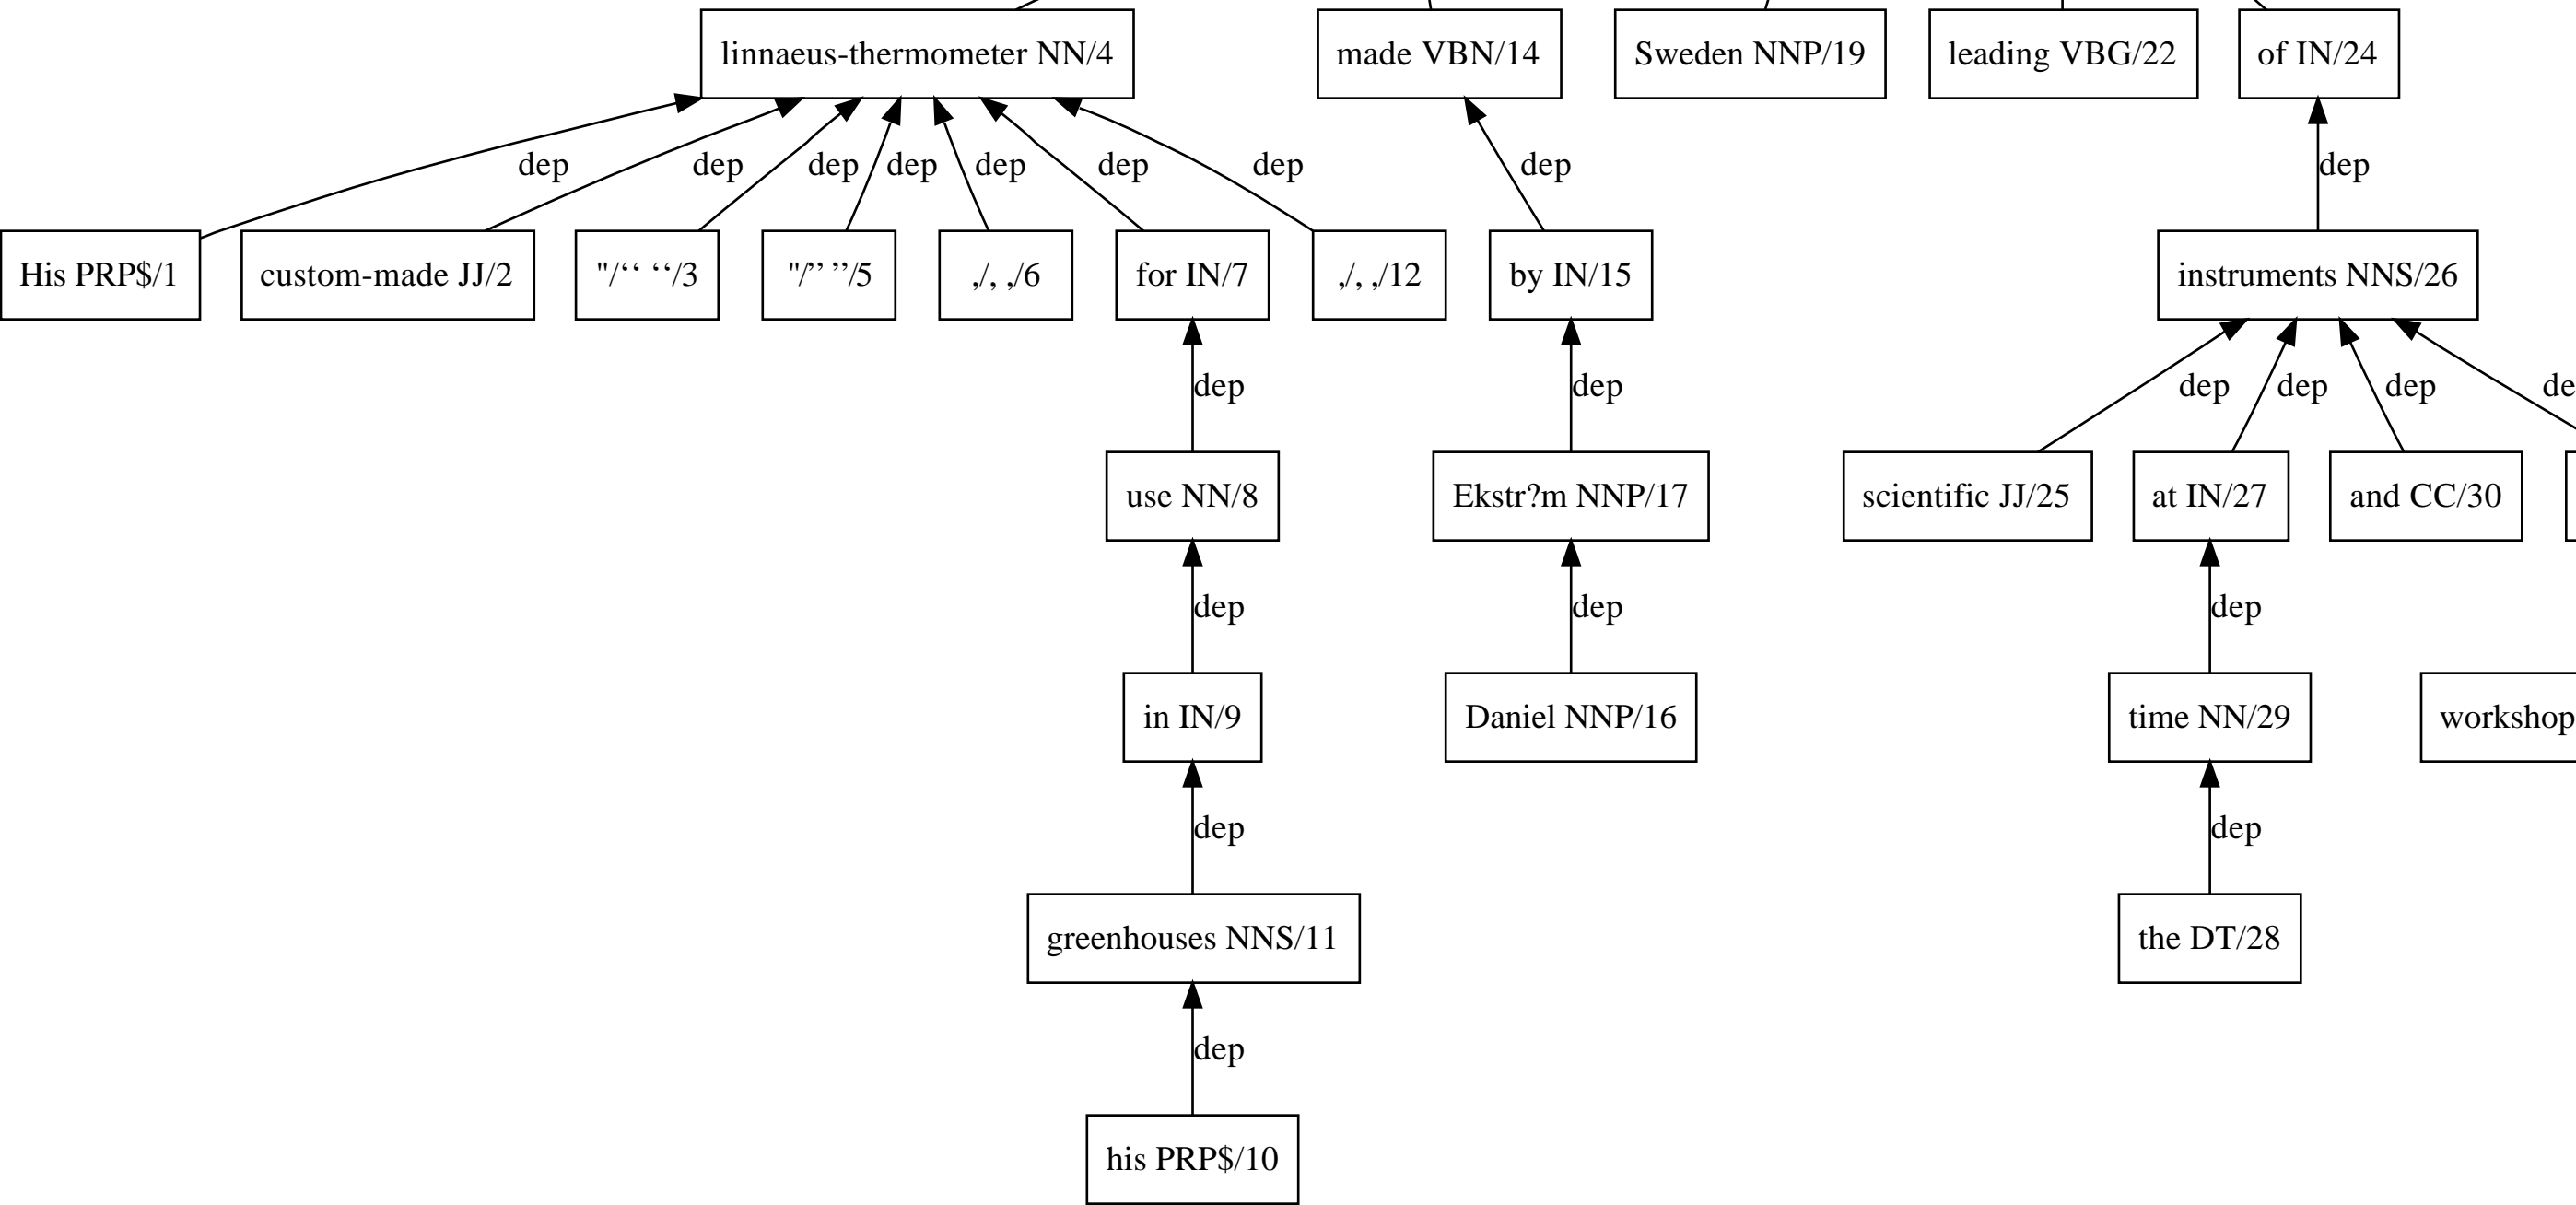 linnaeus-thermometer NN/4 made VBN/14 Sweden NNP/19 leading VBG/22 of IN/24
dep dep dep dep dep dep dep dep dep
His PRP$/1 custom-made JJ/2 "/“ “/3 "/” ”/5 ,/, ,/6 for IN/7 ,/, ,/12 by IN/15 instruments NNS/26
dep dep dep dep dep de
use NN/8 Ekstr?m NNP/17 scientific JJ/25 at IN/27 and CC/30
dep dep dep
in IN/9 Daniel NNP/16 time NN/29 workshop
dep dep
greenhouses NNS/11 the DT/28
dep
his PRP$/10